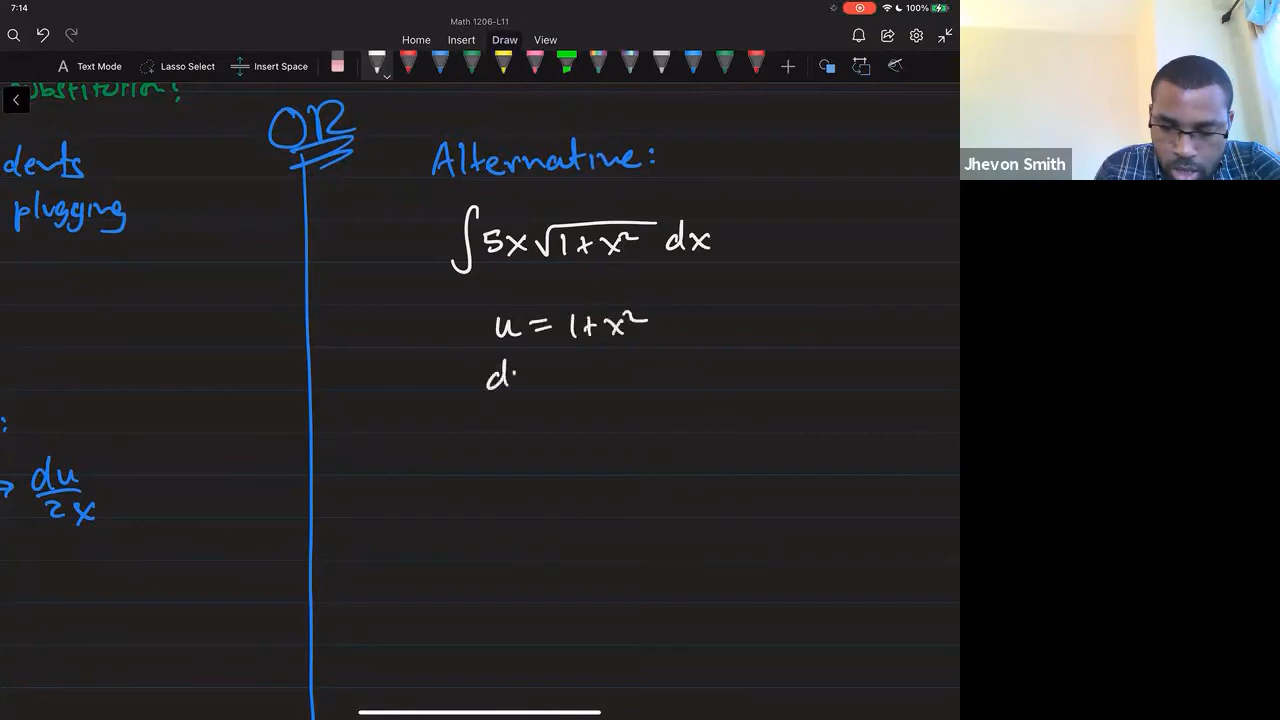 7:14
100%
Math 1206-L11
Home Insert Draw View
Text Mode Lasso Select Insert Space
substitution?
OR
dents
plugging
Alternative:
∫5x√(1+x²) dx
u = 1+x²
d
:
→ du/2x
Jhevon Smith